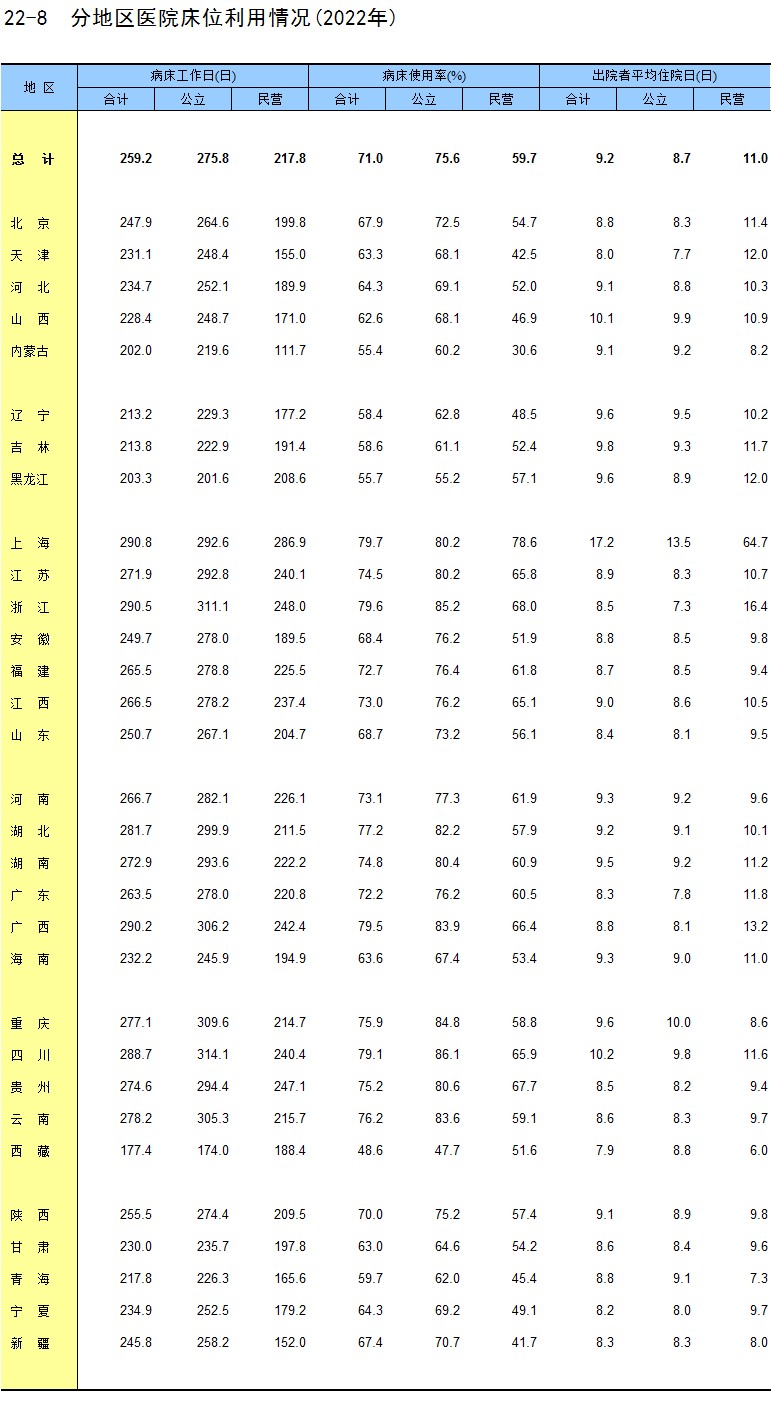 22-8 分地区医院床位利用情况(2022年)
地 区 病床工作日(日) 病床使用率(%) 出院者平均住院日(日)
合计 公立 民营 合计 公立 民营 合计 公立 民营
总 计 259.2 275.8 217.8 71.0 75.6 59.7 9.2 8.7 11.0
北 京 247.9 264.6 199.8 67.9 72.5 54.7 8.8 8.3 11.4
天 津 231.1 248.4 155.0 63.3 68.1 42.5 8.0 7.7 12.0
河 北 234.7 252.1 189.9 64.3 69.1 52.0 9.1 8.8 10.3
山 西 228.4 248.7 171.0 62.6 68.1 46.9 10.1 9.9 10.9
内蒙古 202.0 219.6 111.7 55.4 60.2 30.6 9.1 9.2 8.2
辽 宁 213.2 229.3 177.2 58.4 62.8 48.5 9.6 9.5 10.2
吉 林 213.8 222.9 191.4 58.6 61.1 52.4 9.8 9.3 11.7
黑龙江 203.3 201.6 208.6 55.7 55.2 57.1 9.6 8.9 12.0
上 海 290.8 292.6 286.9 79.7 80.2 78.6 17.2 13.5 64.7
江 苏 271.9 292.8 240.1 74.5 80.2 65.8 8.9 8.3 10.7
浙 江 290.5 311.1 248.0 79.6 85.2 68.0 8.5 7.3 16.4
安 徽 249.7 278.0 189.5 68.4 76.2 51.9 8.8 8.5 9.8
福 建 265.5 278.8 225.5 72.7 76.4 61.8 8.7 8.5 9.4
江 西 266.5 278.2 237.4 73.0 76.2 65.1 9.0 8.6 10.5
山 东 250.7 267.1 204.7 68.7 73.2 56.1 8.4 8.1 9.5
河 南 266.7 282.1 226.1 73.1 77.3 61.9 9.3 9.2 9.6
湖 北 281.7 299.9 211.5 77.2 82.2 57.9 9.2 9.1 10.1
湖 南 272.9 293.6 222.2 74.8 80.4 60.9 9.5 9.2 11.2
广 东 263.5 278.0 220.8 72.2 76.2 60.5 8.3 7.8 11.8
广 西 290.2 306.2 242.4 79.5 83.9 66.4 8.8 8.1 13.2
海 南 232.2 245.9 194.9 63.6 67.4 53.4 9.3 9.0 11.0
重 庆 277.1 309.6 214.7 75.9 84.8 58.8 9.6 10.0 8.6
四 川 288.7 314.1 240.4 79.1 86.1 65.9 10.2 9.8 11.6
贵 州 274.6 294.4 247.1 75.2 80.6 67.7 8.5 8.2 9.4
云 南 278.2 305.3 215.7 76.2 83.6 59.1 8.6 8.3 9.7
西 藏 177.4 174.0 188.4 48.6 47.7 51.6 7.9 8.8 6.0
陕 西 255.5 274.4 209.5 70.0 75.2 57.4 9.1 8.9 9.8
甘 肃 230.0 235.7 197.8 63.0 64.6 54.2 8.6 8.4 9.6
青 海 217.8 226.3 165.6 59.7 62.0 45.4 8.8 9.1 7.3
宁 夏 234.9 252.5 179.2 64.3 69.2 49.1 8.2 8.0 9.7
新 疆 245.8 258.2 152.0 67.4 70.7 41.7 8.3 8.3 8.0